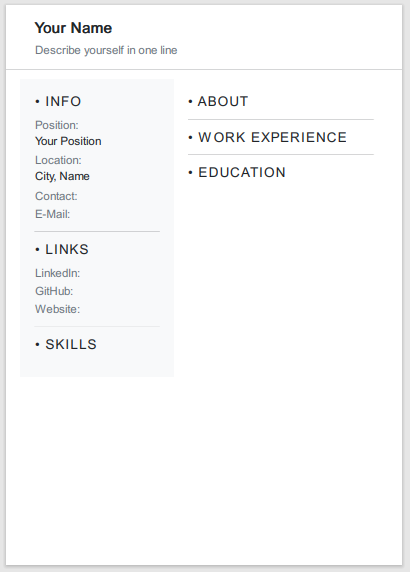 Your Name
Describe yourself in one line
• INFO
Position:
Your Position
Location:
City, Name
Contact:
E-Mail:
• LINKS
LinkedIn:
GitHub:
Website:
• SKILLS
• ABOUT
• WORK EXPERIENCE
• EDUCATION